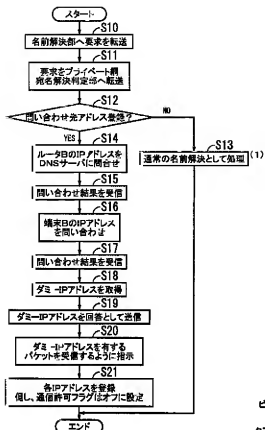 スタート
S10
名前解決部へ要求を転送
S11
要求をプライベート網
宛名解決判定部へ転送
S12
問い合わせ先アドレス登録？
NO
YES
S13
通常の名前解決として処理
(1)
S14
ルータBのIPアドレスを
DNSサーバに問合せ
S15
問い合わせ結果を受信
S16
端末BのIPアドレス
を問い合わせ
S17
問い合わせ結果を受信
S18
ダミーIPアドレスを取得
S19
ダミーIPアドレスを回答として送信
S20
ダミーIPアドレスを有する
パケットを受信するように指示
S21
各IPアドレスを登録
但し、通信許可フラグはオフに設定
エンド
ピ